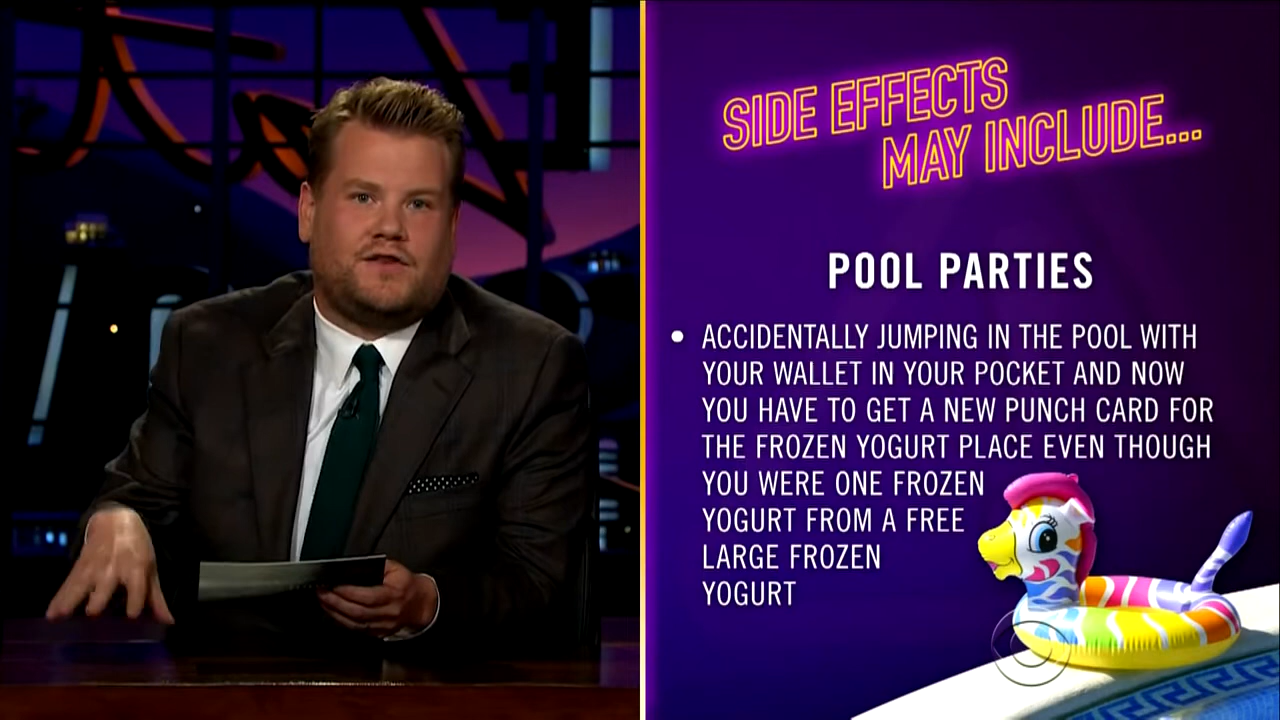 SIDE EFFECTS
MAY INCLUDE...
POOL PARTIES
• ACCIDENTALLY JUMPING IN THE POOL WITH
YOUR WALLET IN YOUR POCKET AND NOW
YOU HAVE TO GET A NEW PUNCH CARD FOR
THE FROZEN YOGURT PLACE EVEN THOUGH
YOU WERE ONE FROZEN
YOGURT FROM A FREE
LARGE FROZEN
YOGURT